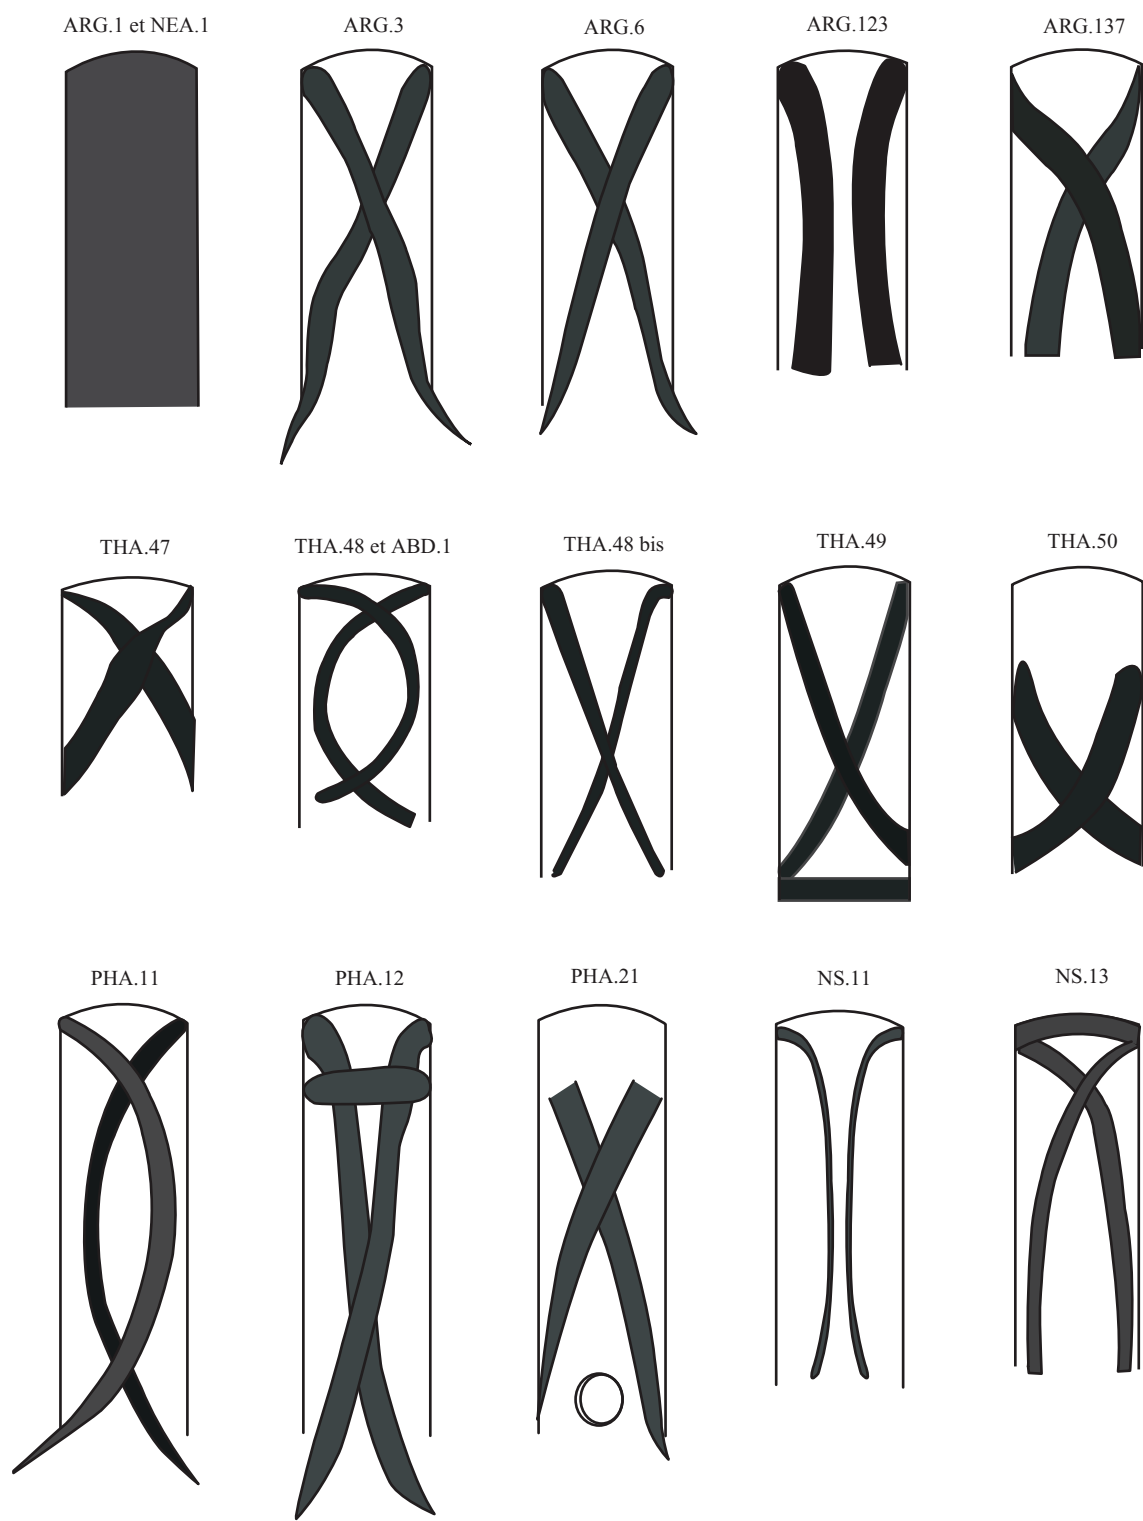 ARG.1 et NEA.1
ARG.3
ARG.6
ARG.123
ARG.137
THA.47
THA.48 et ABD.1
THA.48 bis
THA.49
THA.50
PHA.11
PHA.12
PHA.21
NS.11
NS.13